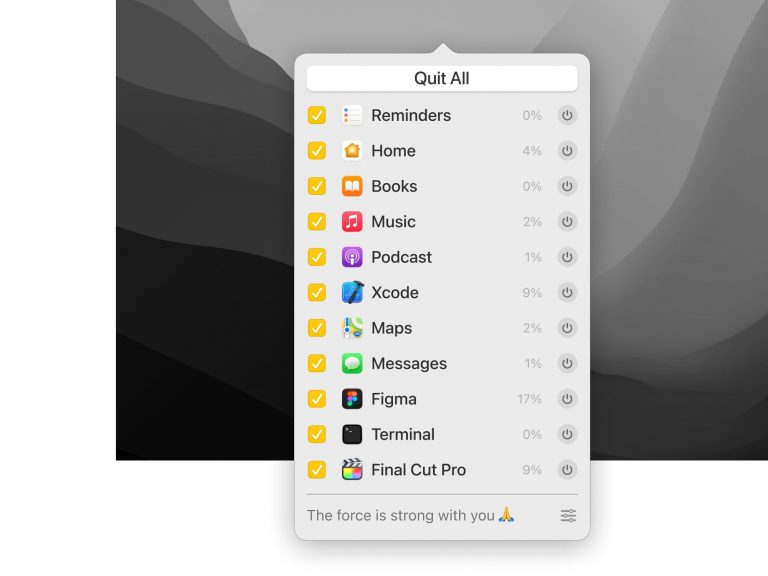 Quit All
Reminders 0%
Home 4%
Books 0%
Music 2%
Podcast 1%
Xcode 9%
Maps 2%
Messages 1%
Figma 17%
Terminal 0%
Final Cut Pro 9%
The force is strong with you 🙏